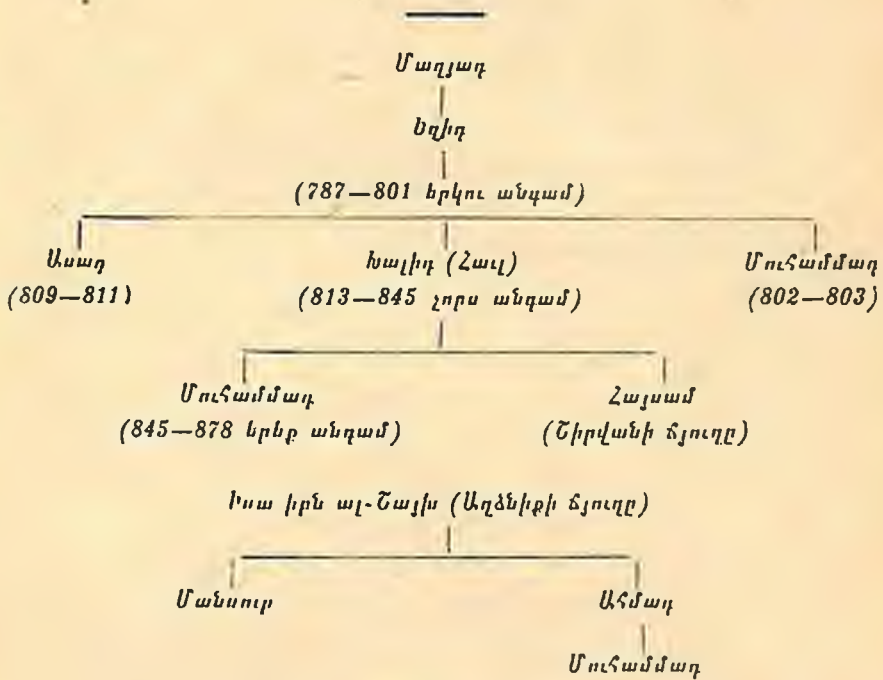 Մազյադ
Եզիդ
(787—801 երկու անգամ)
Ասադ Խալիդ (Հաւլ) Մուհամմադ
(809—811) (813—845 չորս անգամ) (802—803)
Մուհամմադ Հայսամ
(845—878 երեք անգամ) (Շիրվանի ճյուղը)
Իսա իբն ալ-Շայխ (Աղձնիքի ճյուղը)
Մանսուր Ահմադ
Մուհամմադ